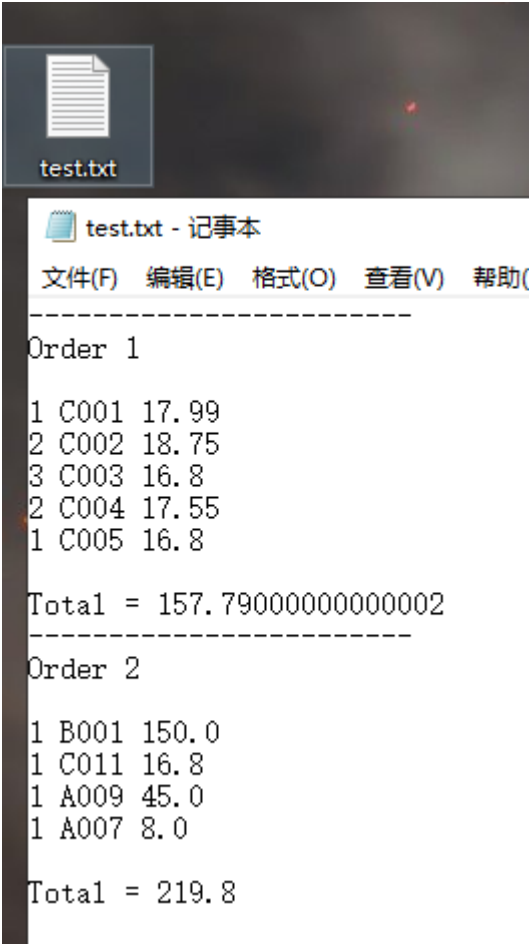 test.txt
test.txt - 记事本
文件(F) 编辑(E) 格式(O) 查看(V) 帮助(
------------------------
Order 1
1 C001 17.99
2 C002 18.75
3 C003 16.8
2 C004 17.55
1 C005 16.8
Total = 157.79000000000002
------------------------
Order 2
1 B001 150.0
1 C011 16.8
1 A009 45.0
1 A007 8.0
Total = 219.8